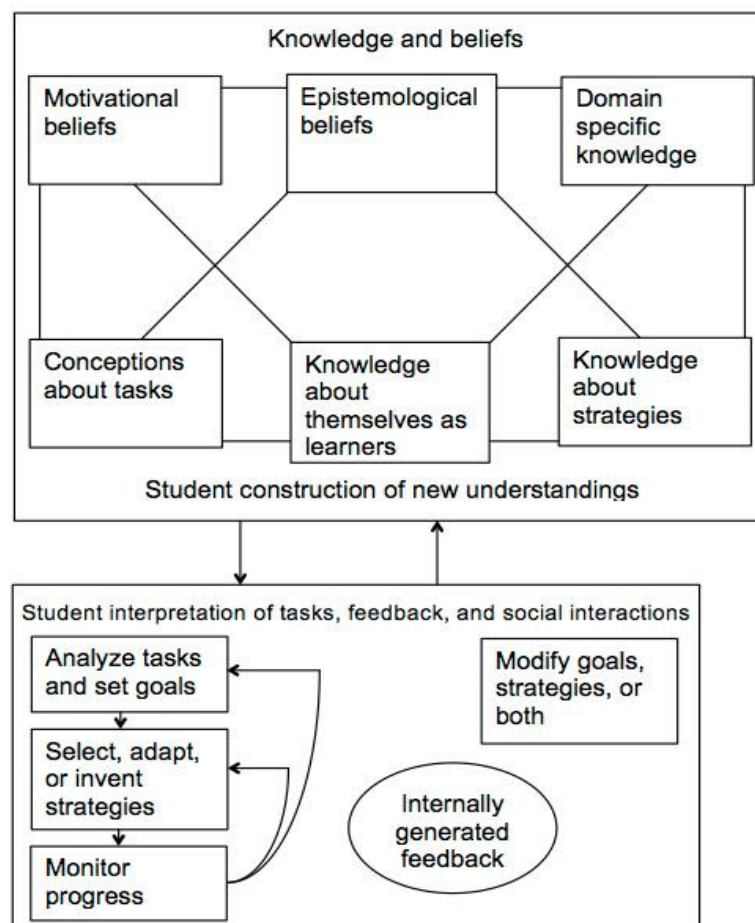 Knowledge and beliefs
Motivational
beliefs
Epistemological
beliefs
Domain
specific
knowledge
Conceptions
about tasks
Knowledge
about
themselves as
learners
Knowledge
about
strategies
Student construction of new understandings
Student interpretation of tasks, feedback, and social interactions
Analyze tasks
and set goals
Modify goals,
strategies, or
both
Select, adapt,
or invent
strategies
Internally
generated
feedback
Monitor
progress